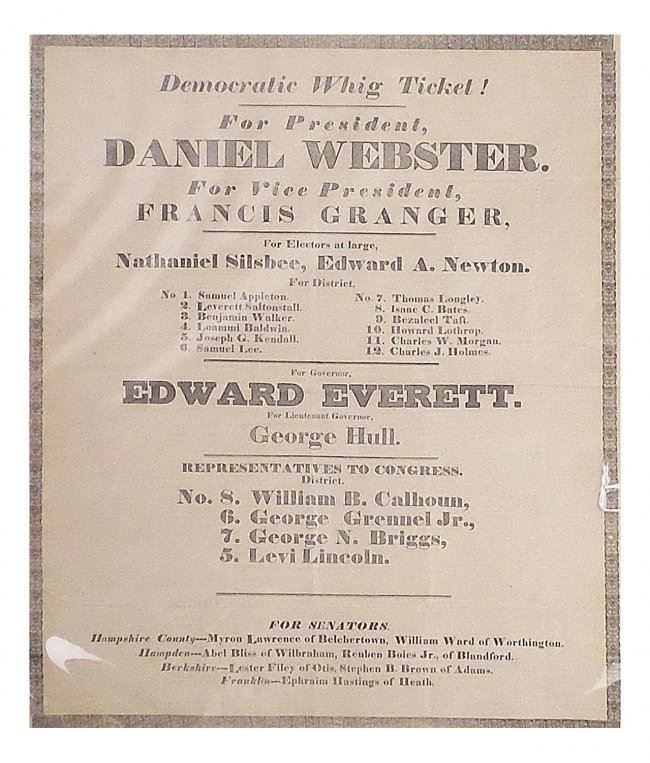 Democratic Whig Ticket!
For President,
DANIEL WEBSTER.
For Vice President,
FRANCIS GRANGER,
For Electors at large,
Nathaniel Silsbee, Edward A. Newton.
For District,
No 1. Samuel Appleton.
2. Leverett Saltonstall.
3. Benjamin Walker.
4. Loammi Baldwin.
5. Joseph G. Kendall.
6. Samuel Lee.
No. 7. Thomas Longley.
8. Isaac C. Bates.
9. Bezaleel Taft.
10. Howard Lothrop.
11. Charles W. Morgan.
12. Charles J. Holmes.
For Governor,
EDWARD EVERETT.
For Lieutenant Governor,
George Hull.
REPRESENTATIVES TO CONGRESS.
District.
No. 8. William B. Calhoun,
6. George Grennel Jr.,
7. George N. Briggs,
5. Levi Lincoln.
FOR SENATORS.
Hampshire County—Myron Lawrence of Belchertown, William Ward of Worthington.
Hampden—Abel Bliss of Wilbraham, Reuben Boies Jr., of Blandford.
Berkshire—Lester Filey of Otis, Stephen B. Brown of Adams.
Franklin—Ephraim Hastings of Heath.